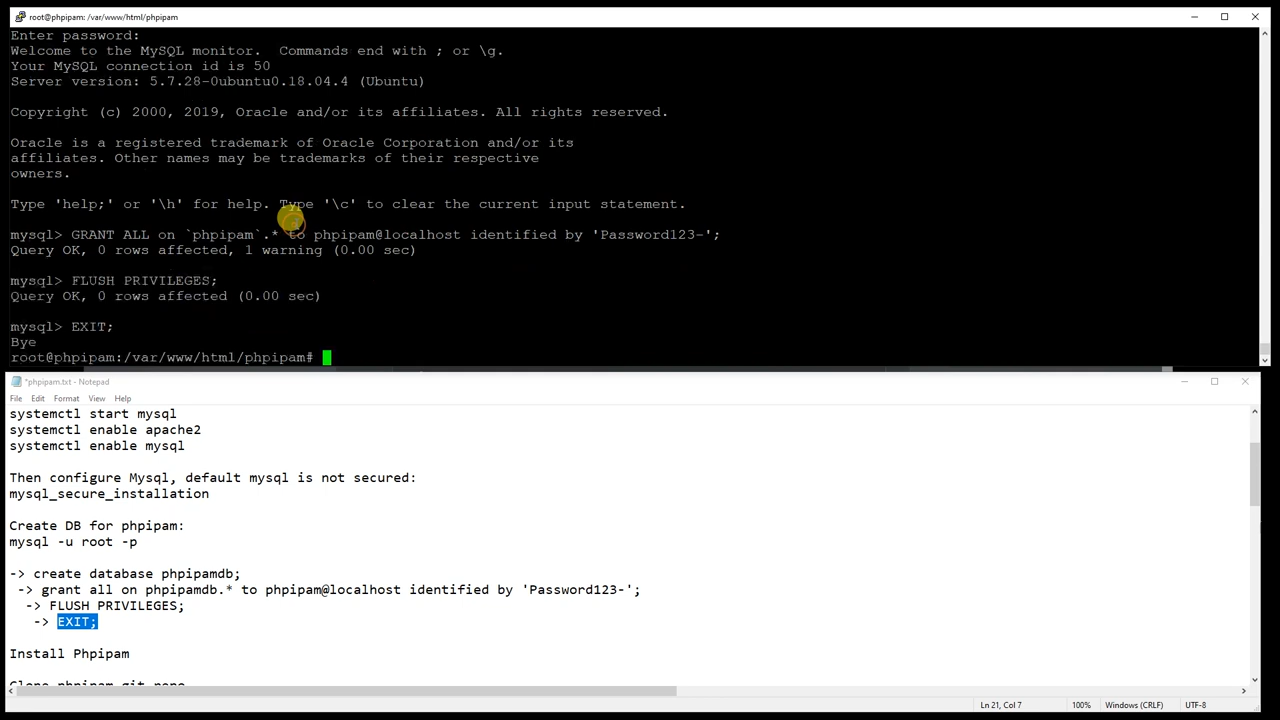 root@phpipam: /var/www/html/phpipam
Enter password:
Welcome to the MySQL monitor.  Commands end with ; or \g.
Your MySQL connection id is 50
Server version: 5.7.28-0ubuntu0.18.04.4 (Ubuntu)
Copyright (c) 2000, 2019, Oracle and/or its affiliates. All rights reserved.
Oracle is a registered trademark of Oracle Corporation and/or its
affiliates. Other names may be trademarks of their respective
owners.
Type 'help;' or '\h' for help. Type '\c' to clear the current input statement.
mysql> GRANT ALL on `phpipam`.* to phpipam@localhost identified by 'Password123-';
Query OK, 0 rows affected, 1 warning (0.00 sec)
mysql> FLUSH PRIVILEGES;
Query OK, 0 rows affected (0.00 sec)
mysql> EXIT;
Bye
root@phpipam:/var/www/html/phpipam#
*phpipam.txt - Notepad
File Edit Format View Help
systemctl start mysql
systemctl enable apache2
systemctl enable mysql
Then configure Mysql, default mysql is not secured:
mysql_secure_installation
Create DB for phpipam:
mysql -u root -p
-> create database phpipamdb;
-> grant all on phpipamdb.* to phpipam@localhost identified by 'Password123-';
-> FLUSH PRIVILEGES;
-> EXIT;
Install Phpipam
Clone phpipam git repo
Ln 21, Col 7 100% Windows (CRLF) UTF-8